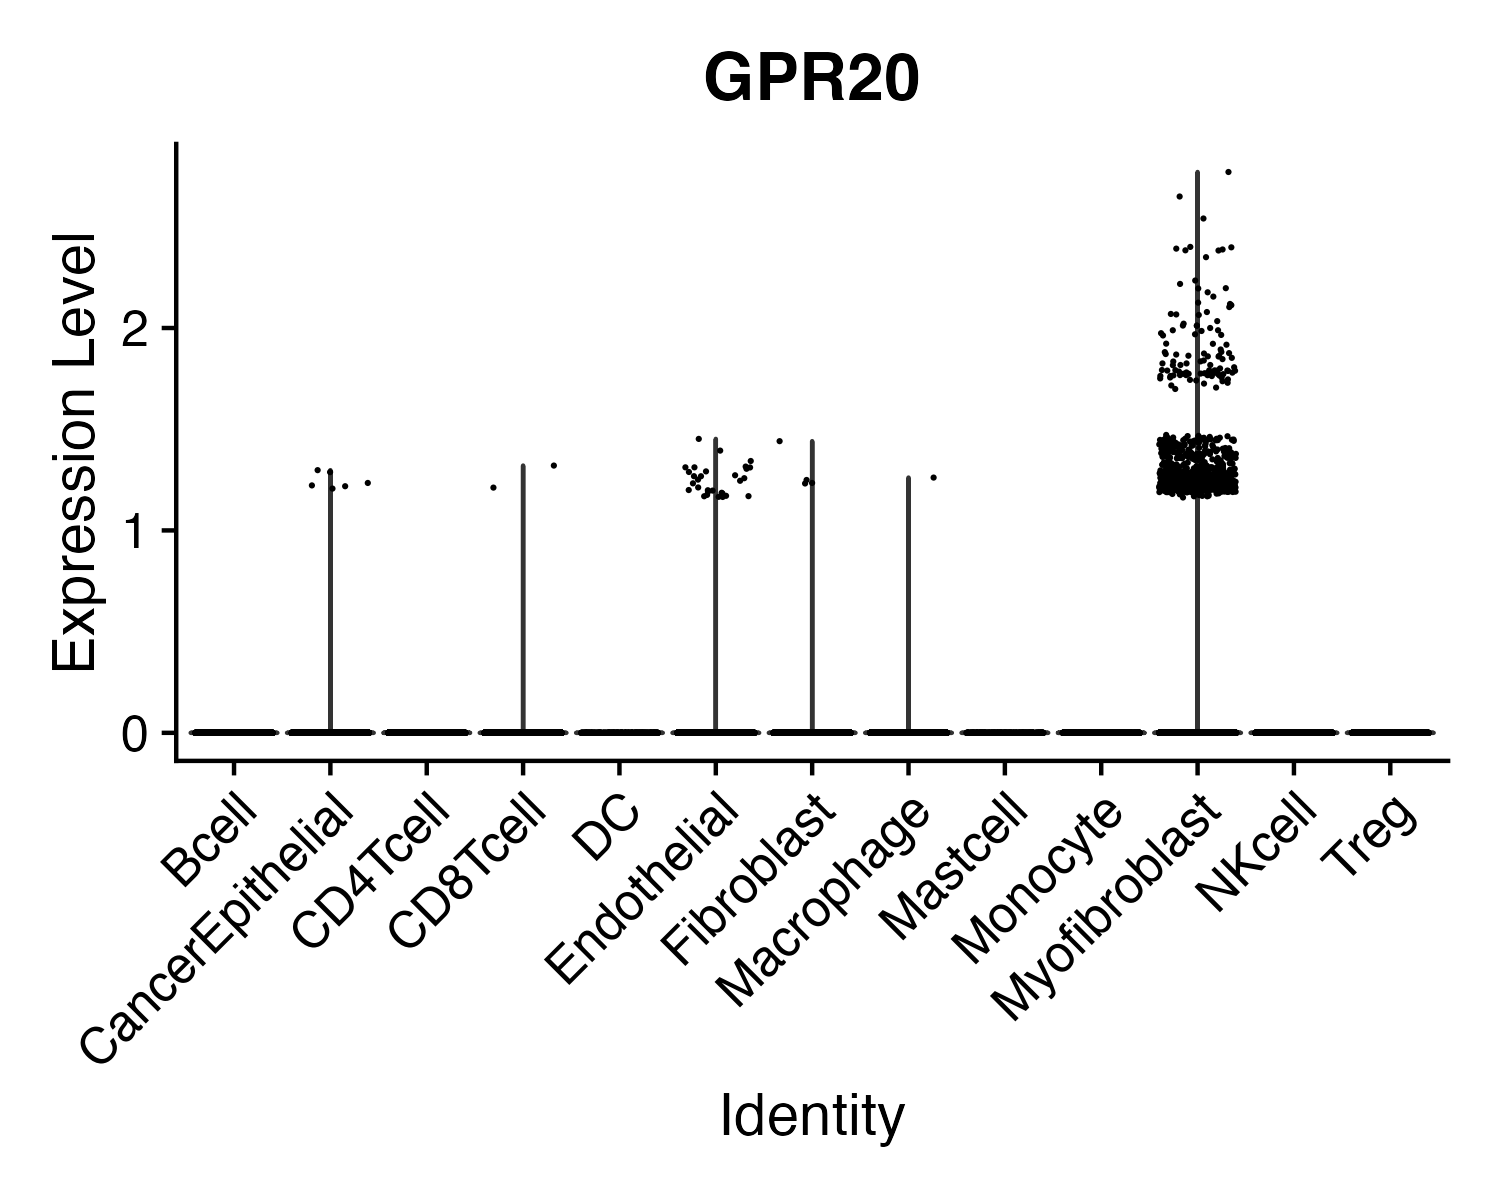 GPR20
Expression Level
2
1
0
Bcell
CancerEpithelial
CD4Tcell
CD8Tcell
DC
Endothelial
Fibroblast
Macrophage
Mastcell
Monocyte
Myofibroblast
NKcell
Treg
Identity